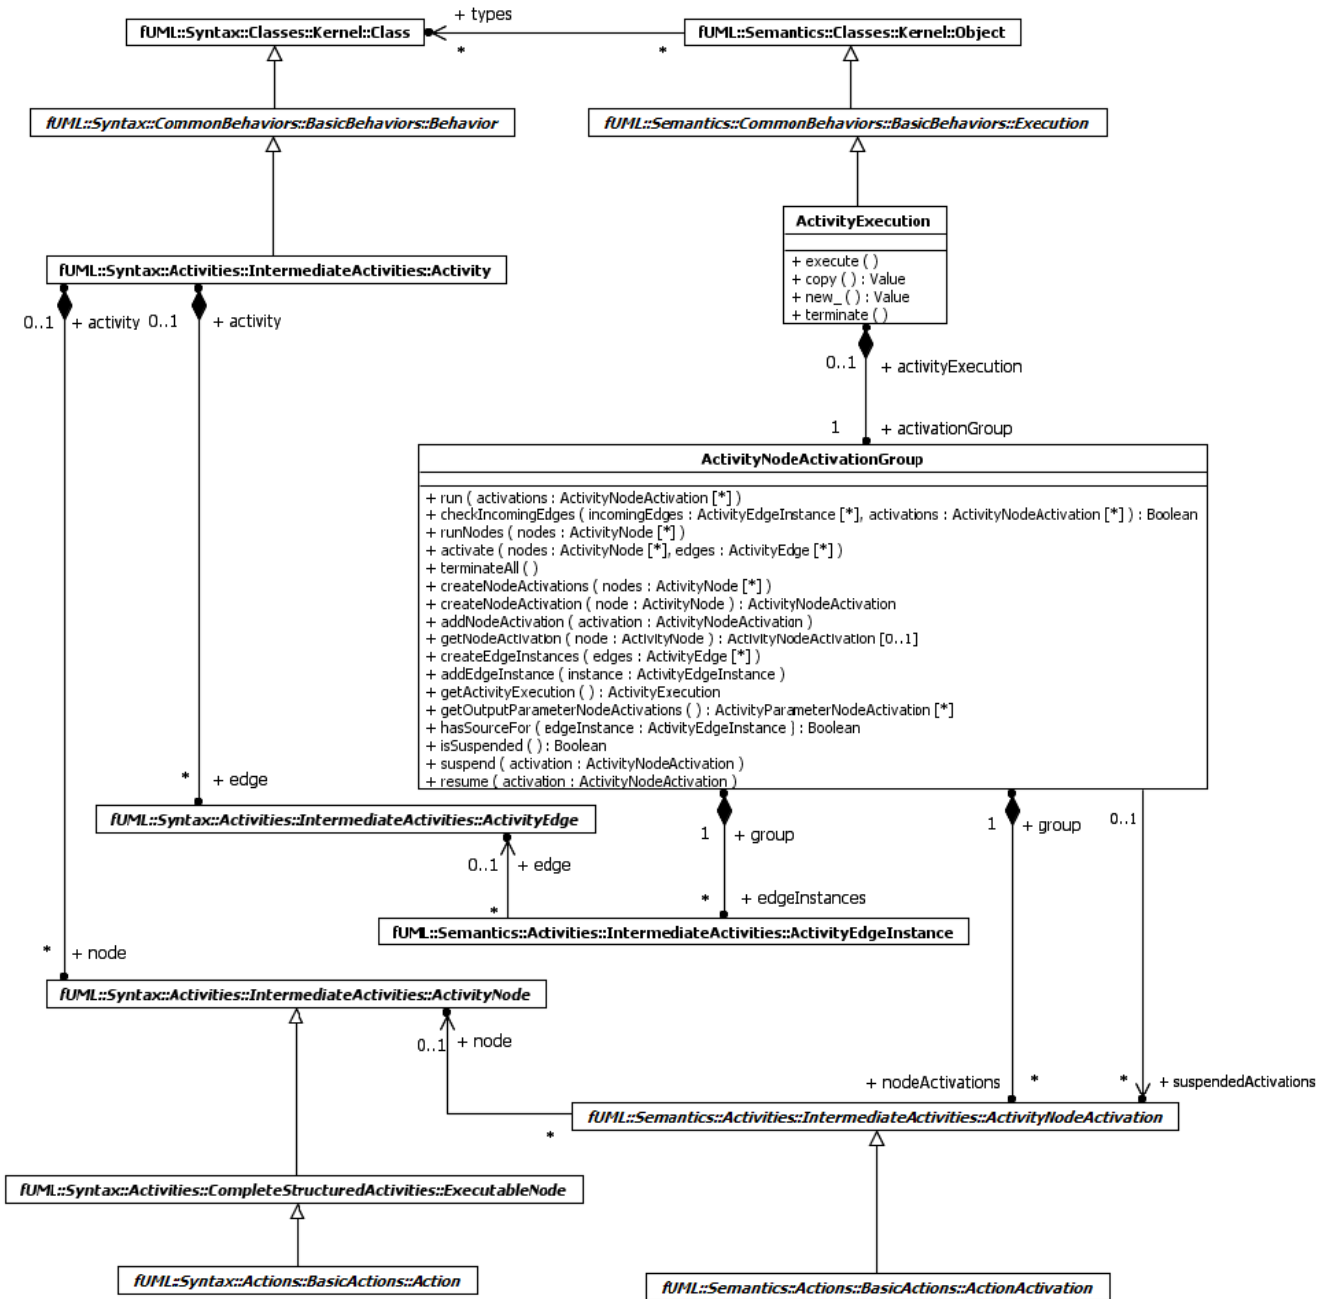 + types
fUML::Syntax::Classes::Kernel::Class
fUML::Semantics::Classes::Kernel::Object
*
*
fUML::Syntax::CommonBehaviors::BasicBehaviors::Behavior
fUML::Semantics::CommonBehaviors::BasicBehaviors::Execution
ActivityExecution
+ execute ( )
+ copy ( ) : Value
+ new_ ( ) : Value
+ terminate ( )
fUML::Syntax::Activities::IntermediateActivities::Activity
0..1 + activity 0..1 + activity
0..1 + activityExecution
1 + activationGroup
ActivityNodeActivationGroup
+ run ( activations : ActivityNodeActivation [*] )
+ checkIncomingEdges ( incomingEdges : ActivityEdgeInstance [*], activations : ActivityNodeActivation [*] ) : Boolean
+ runNodes ( nodes : ActivityNode [*] )
+ activate ( nodes : ActivityNode [*], edges : ActivityEdge [*] )
+ terminateAll ( )
+ createNodeActivations ( nodes : ActivityNode [*] )
+ createNodeActivation ( node : ActivityNode ) : ActivityNodeActivation
+ addNodeActivation ( activation : ActivityNodeActivation )
+ getNodeActivation ( node : ActivityNode ) : ActivityNodeActivation [0..1]
+ createEdgeInstances ( edges : ActivityEdge [*] )
+ addEdgeInstance ( instance : ActivityEdgeInstance )
+ getActivityExecution ( ) : ActivityExecution
+ getOutputParameterNodeActivations ( ) : ActivityParameterNodeActivation [*]
+ hasSourceFor ( edgeInstance : ActivityEdgeInstance ) : Boolean
+ isSuspended ( ) : Boolean
+ suspend ( activation : ActivityNodeActivation )
+ resume ( activation : ActivityNodeActivation )
* + edge
fUML::Syntax::Activities::IntermediateActivities::ActivityEdge
1 + group
1 + group
0..1
0..1 + edge
*
* + edgeInstances
fUML::Semantics::Activities::IntermediateActivities::ActivityEdgeInstance
* + node
fUML::Syntax::Activities::IntermediateActivities::ActivityNode
0..1 + node
+ nodeActivations *
* + suspendedActivations
fUML::Semantics::Activities::IntermediateActivities::ActivityNodeActivation
*
fUML::Syntax::Activities::CompleteStructuredActivities::ExecutableNode
fUML::Syntax::Actions::BasicActions::Action
fUML::Semantics::Actions::BasicActions::ActionActivation